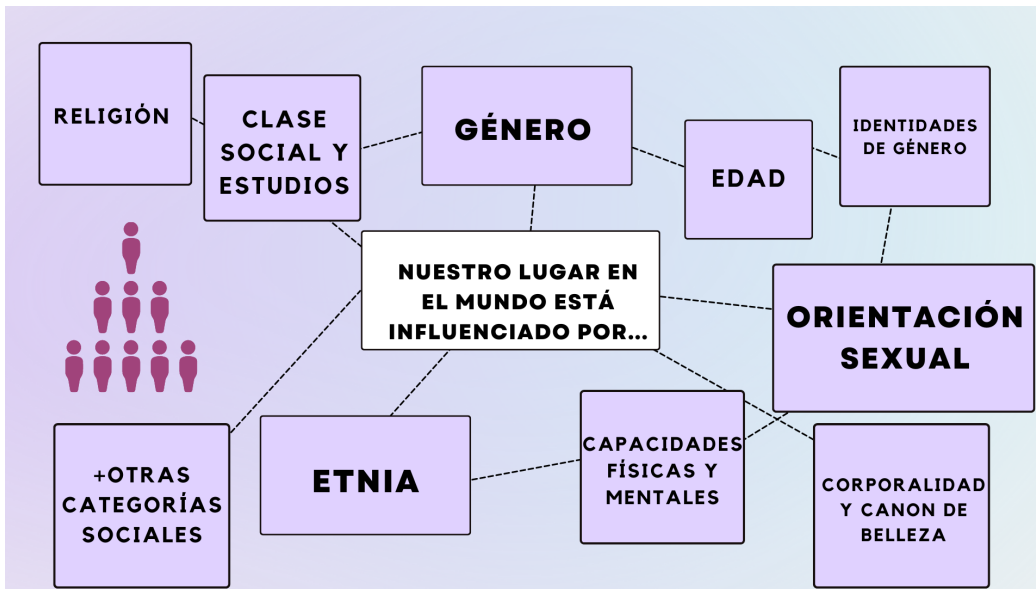 RELIGIÓN
CLASE
SOCIAL Y
ESTUDIOS
GÉNERO
EDAD
IDENTIDADES
DE GÉNERO
NUESTRO LUGAR EN
EL MUNDO ESTÁ
INFLUENCIADO POR...
ORIENTACIÓN
SEXUAL
+OTRAS
CATEGORÍAS
SOCIALES
ETNIA
CAPACIDADES
FÍSICAS Y
MENTALES
CORPORALIDAD
Y CANON DE
BELLEZA